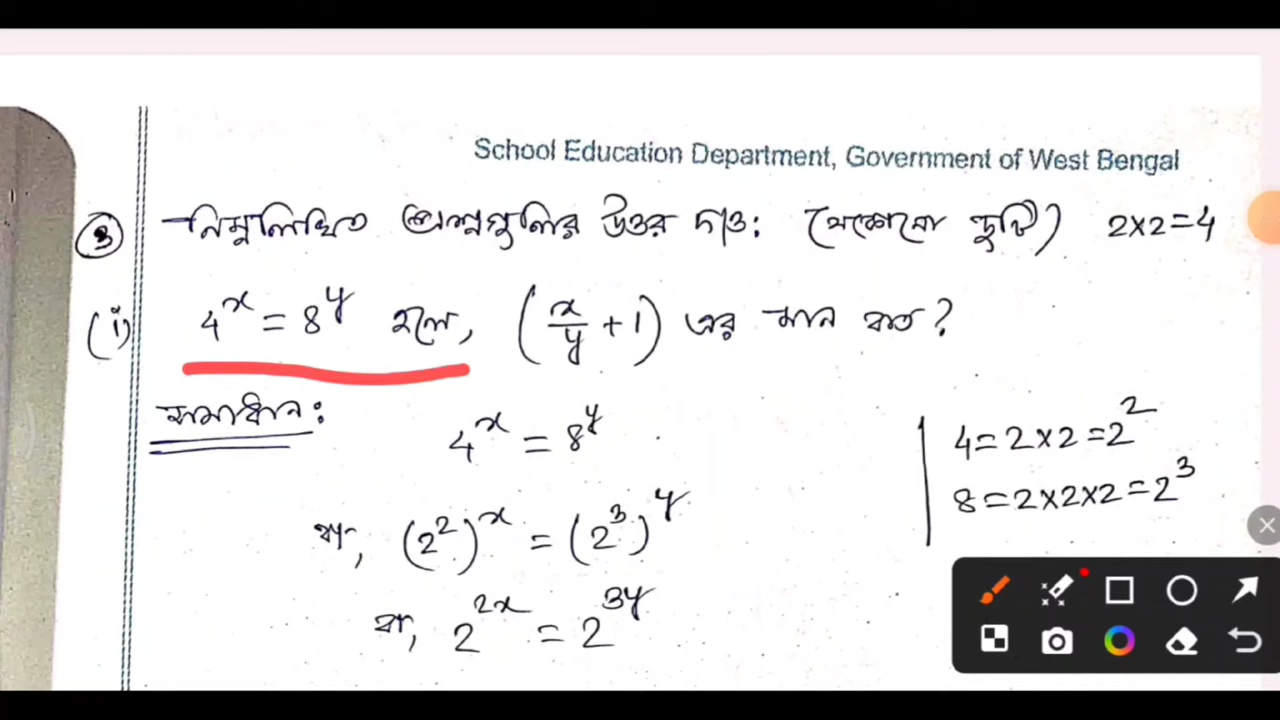 School Education Department, Government of West Bengal
৪ নিম্নলিখিত প্রশ্নগুলির উত্তর দাও: (যেকোনো দুটি) 2×2=4
(i) 4^x = 8^y হলে, (x/y + 1) এর মান কত?
সমাধান: 4^x = 8^y
4=2×2=2^2
বা, (2^2)^x = (2^3)^y
8=2×2×2=2^3
বা, 2^2x = 2^3y